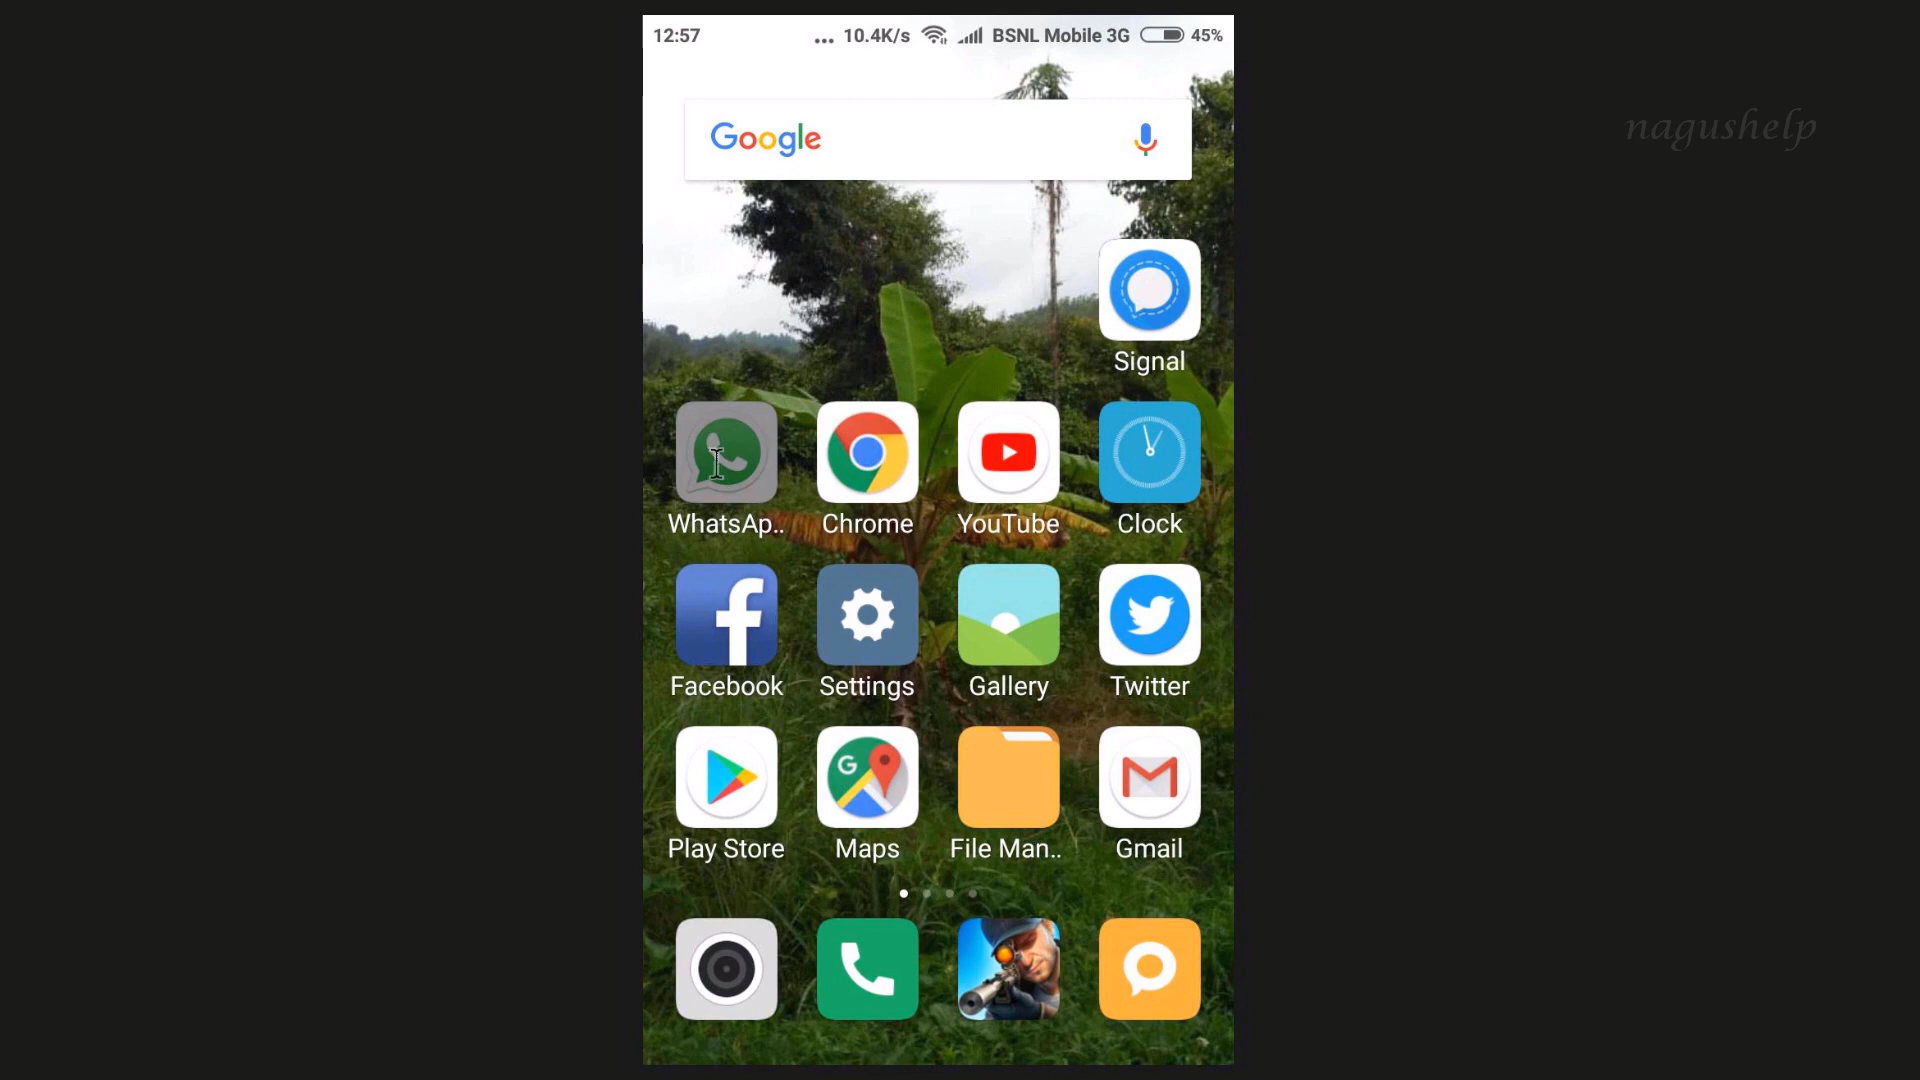 12:57 ... 10.4K/s BSNL Mobile 3G 45%
nagushelp
Google
Signal
WhatsAp.. Chrome YouTube Clock
Facebook Settings Gallery Twitter
G
Play Store Maps File Man.. Gmail